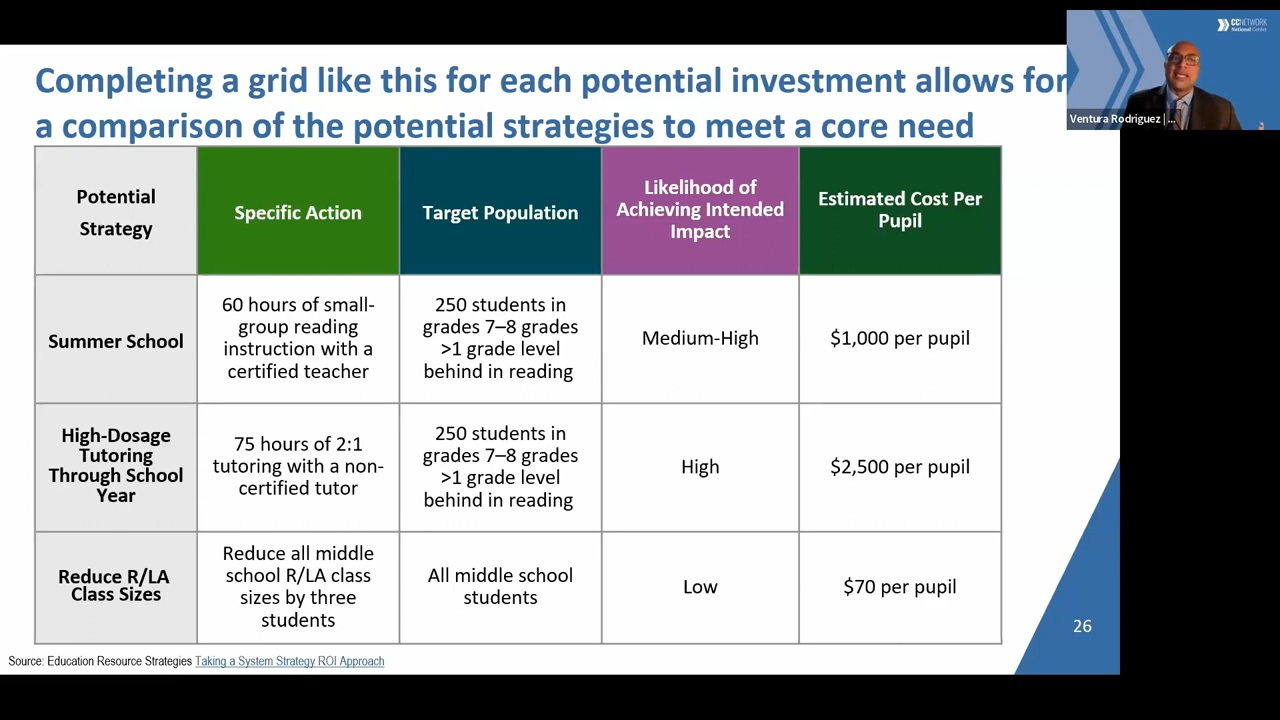 Completing a grid like this for each potential investment allows for
a comparison of the potential strategies to meet a core need
CCNETWORK
National Center
Ventura Rodriguez | ...
Potential
Strategy
Specific Action
Target Population
Likelihood of
Achieving Intended
Impact
Estimated Cost Per
Pupil
Summer School
60 hours of small-
group reading
instruction with a
certified teacher
250 students in
grades 7–8 grades
>1 grade level
behind in reading
Medium-High
$1,000 per pupil
High-Dosage
Tutoring
Through School
Year
75 hours of 2:1
tutoring with a non-
certified tutor
250 students in
grades 7–8 grades
>1 grade level
behind in reading
High
$2,500 per pupil
Reduce R/LA
Class Sizes
Reduce all middle
school R/LA class
sizes by three
students
All middle school
students
Low
$70 per pupil
26
Source: Education Resource Strategies Taking a System Strategy ROI Approach